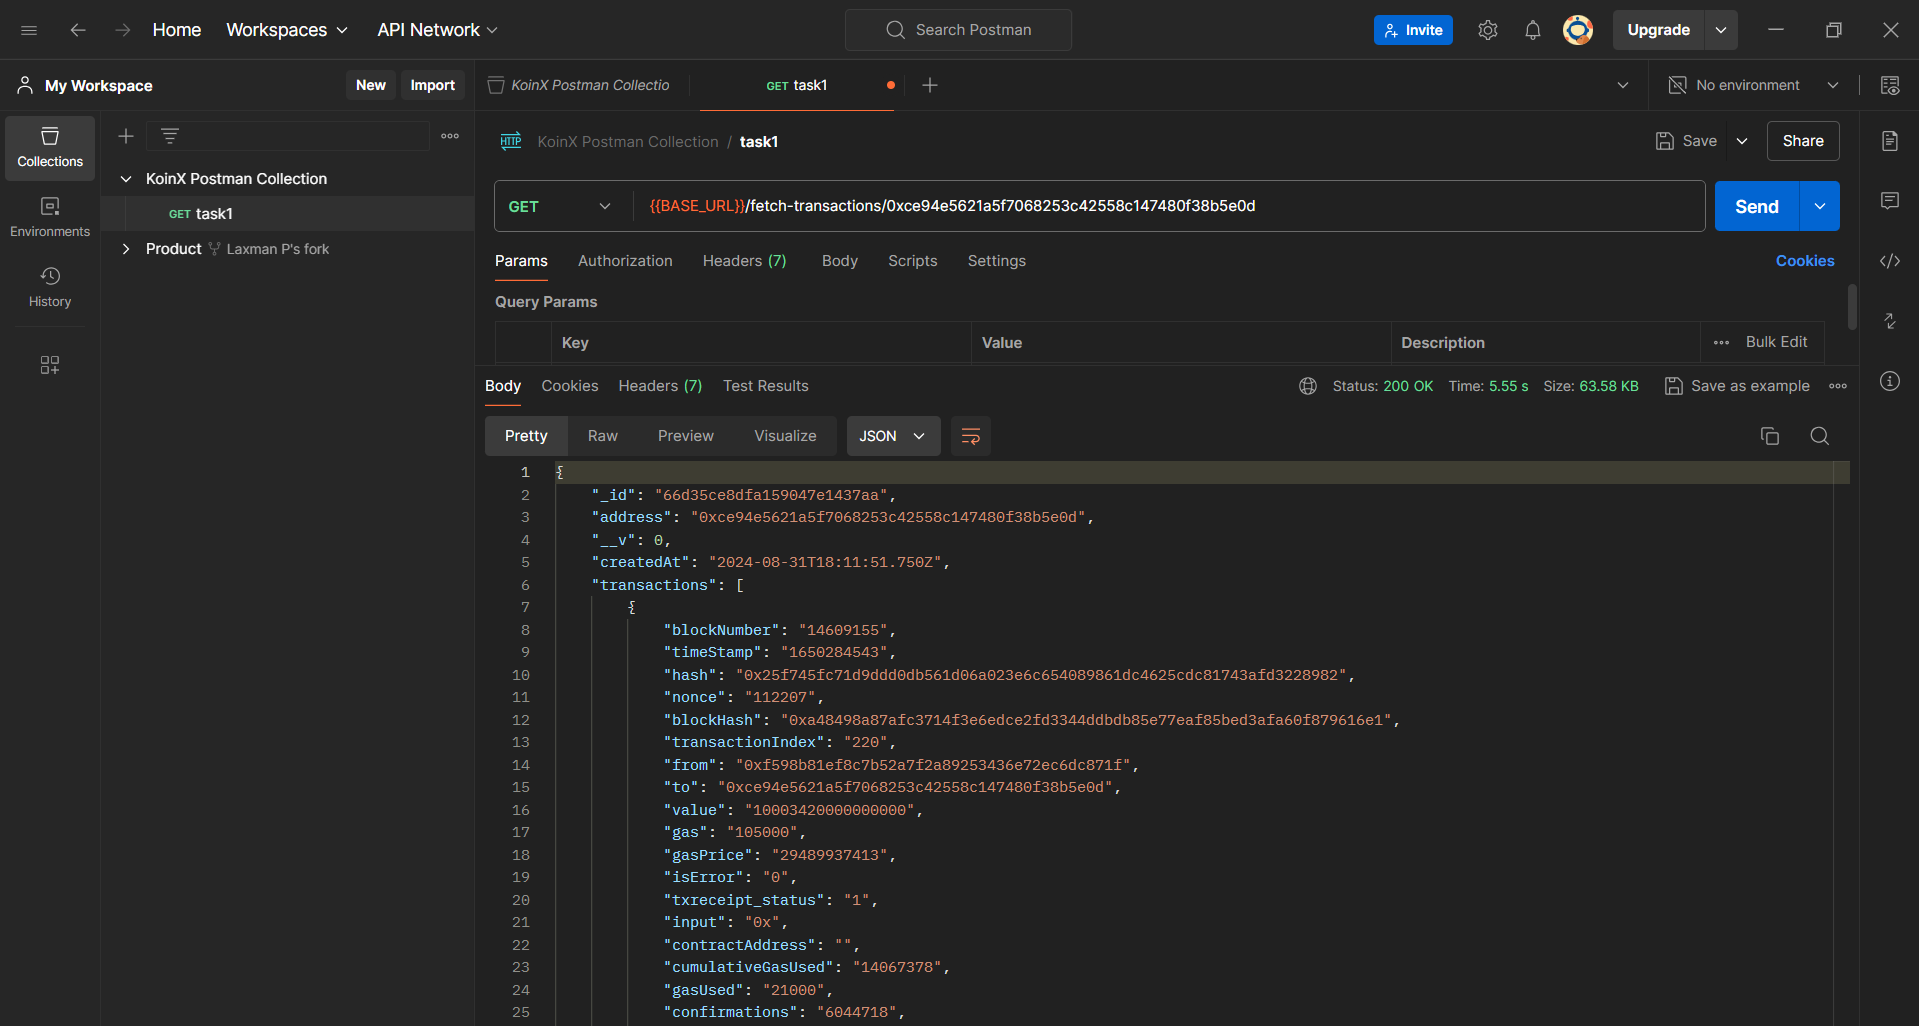 Home Workspaces API Network Search Postman Invite Upgrade
My Workspace New Import KoinX Postman Collectio GET task1 No environment
Collections
Environments
History
KoinX Postman Collection
GET task1
Product Laxman P's fork
HTTP KoinX Postman Collection / task1 Save Share
GET {{BASE_URL}}/fetch-transactions/0xce94e5621a5f7068253c42558c147480f38b5e0d Send
Params Authorization Headers (7) Body Scripts Settings Cookies
Query Params
Key Value Description Bulk Edit
Body Cookies Headers (7) Test Results Status: 200 OK Time: 5.55 s Size: 63.58 KB Save as example
Pretty Raw Preview Visualize JSON
1 {
2 "_id": "66d35ce8dfa159047e1437aa",
3 "address": "0xce94e5621a5f7068253c42558c147480f38b5e0d",
4 "__v": 0,
5 "createdAt": "2024-08-31T18:11:51.750Z",
6 "transactions": [
7 {
8 "blockNumber": "14609155",
9 "timeStamp": "1650284543",
10 "hash": "0x25f745fc71d9ddd0db561d06a023e6c654089861dc4625cdc81743afd3228982",
11 "nonce": "112207",
12 "blockHash": "0xa48498a87afc3714f3e6edce2fd3344ddbdb85e77eaf85bed3afa60f879616e1",
13 "transactionIndex": "220",
14 "from": "0xf598b81ef8c7b52a7f2a89253436e72ec6dc871f",
15 "to": "0xce94e5621a5f7068253c42558c147480f38b5e0d",
16 "value": "10003420000000000",
17 "gas": "105000",
18 "gasPrice": "29489937413",
19 "isError": "0",
20 "txreceipt_status": "1",
21 "input": "0x",
22 "contractAddress": "",
23 "cumulativeGasUsed": "14067378",
24 "gasUsed": "21000",
25 "confirmations": "6044718",